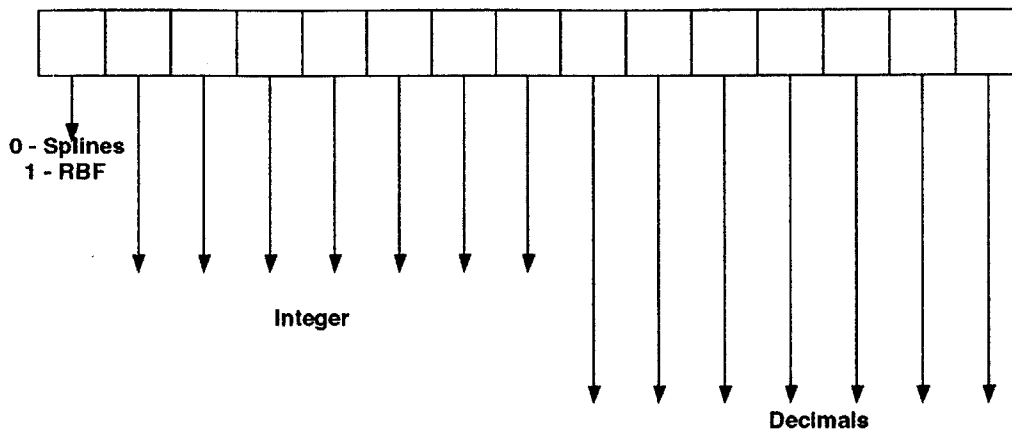 0 - Splines
1 - RBF
Integer
Decimals